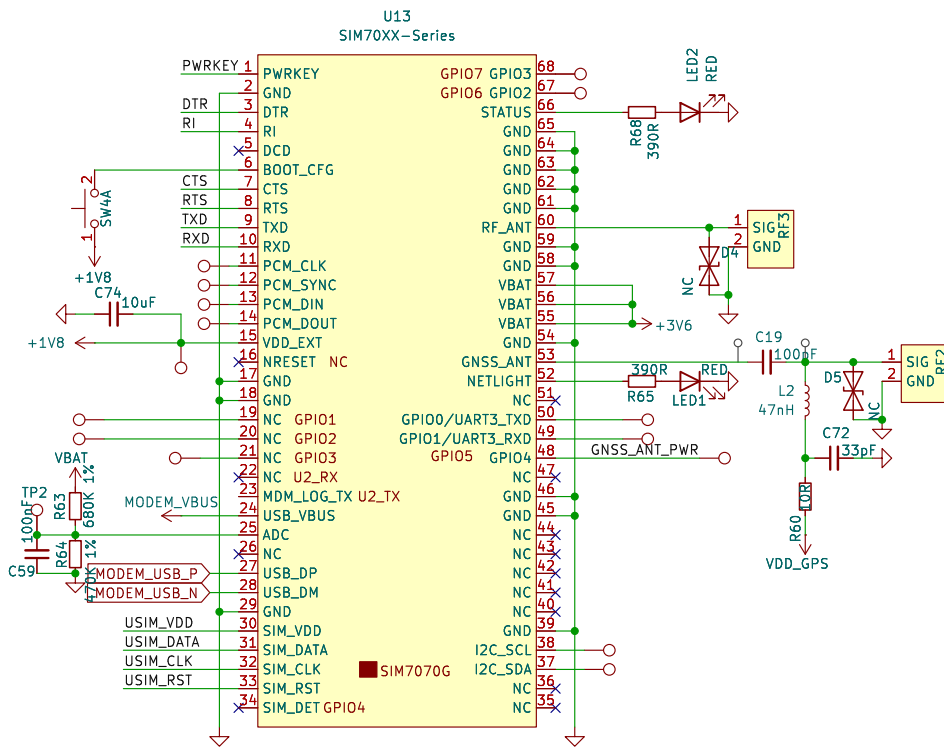 U13
SIM70XX-Series
PWRKEY 1 PWRKEY GPIO7 GPIO3 68
2 GND GPIO6 GPIO2 67
DTR 3 DTR STATUS 66
RI 4 RI GND 65
5 DCD GND 64
6 BOOT_CFG GND 63
CTS 7 CTS GND 62
RTS 8 RTS GND 61
TXD 9 TXD RF_ANT 60
RXD 10 RXD GND 59
11 PCM_CLK GND 58
12 PCM_SYNC VBAT 57
13 PCM_DIN VBAT 56
14 PCM_DOUT VBAT 55
15 VDD_EXT GND 54
16 NRESET NC GNSS_ANT 53
17 GND NETLIGHT 52
18 GND NC 51
19 NC GPIO1 GPIO0/UART3_TXD 50
20 NC GPIO2 GPIO1/UART3_RXD 49
21 NC GPIO3 GPIO5 GPIO4 48
22 NC U2_RX NC 47
23 MDM_LOG_TX U2_TX GND 46
24 USB_VBUS GND 45
25 ADC NC 44
26 NC NC 43
27 USB_DP NC 42
28 USB_DM NC 41
29 GND NC 40
USIM_VDD 30 SIM_VDD GND 39
USIM_DATA 31 SIM_DATA I2C_SCL 38
USIM_CLK 32 SIM_CLK I2C_SDA 37
USIM_RST 33 SIM_RST NC 36
34 SIM_DET GPIO4 NC 35
SIM7070G
2
SW4A
1
+1V8
C74
10uF
+1V8
VBAT
TP2
R63
680K 1%
100nF
C59
R64
470K 1%
MODEM_VBUS
MODEM_USB_P
MODEM_USB_N
LED2
RED
R68
390R
1 SIG
2 GND
RF3
D4
NC
+3V6
C19
100pF
390R
R65
RED
LED1
1 SIG
2 GND
RF2
D5
NC
L2
47nH
C72
33pF
GNSS_ANT_PWR
10R
R60
VDD_GPS